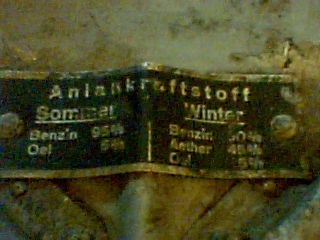 Anlaßkraftstoff
Sommer Winter
Benzin 95% Benzin 50%
Oel 5% Aether 45%
Oel 5%